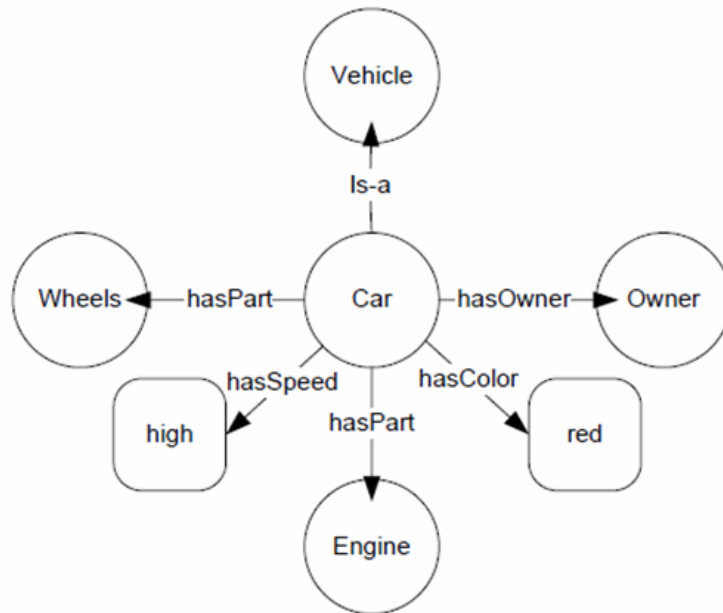 Vehicle
Is-a
Wheels
hasPart
Car
hasOwner
Owner
hasSpeed
hasColor
high
hasPart
red
Engine